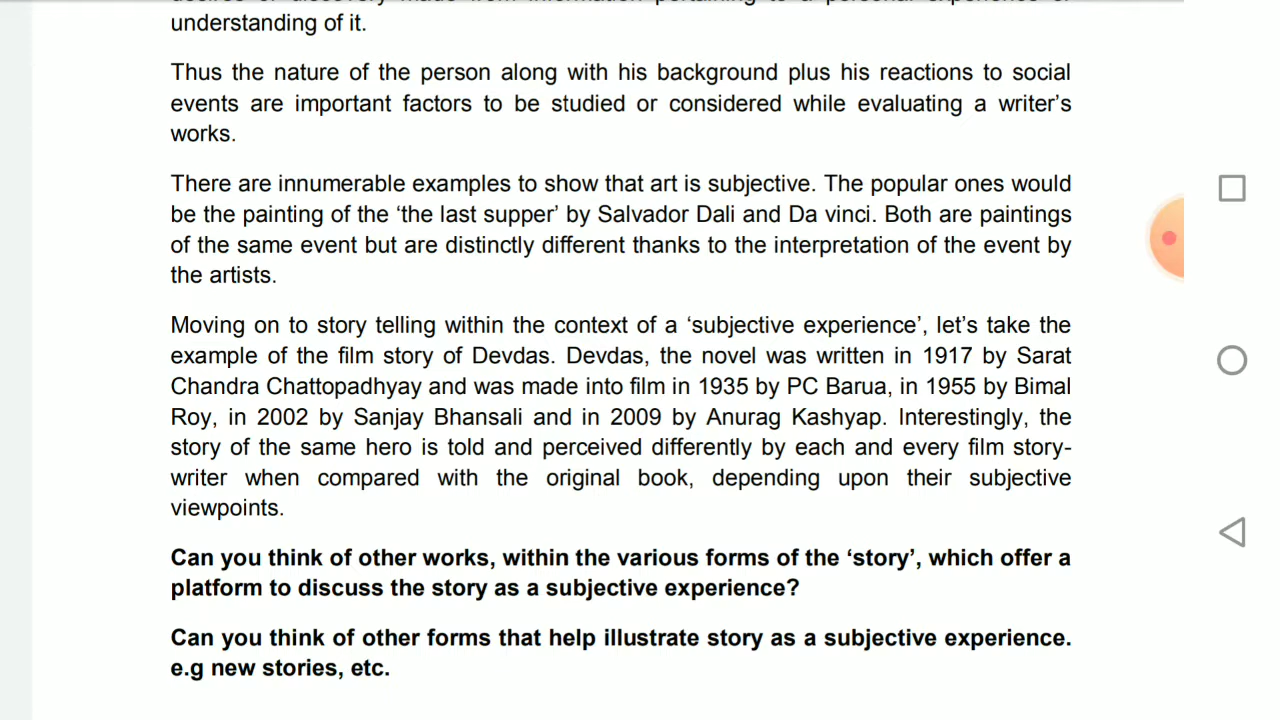 understanding of it.
Thus the nature of the person along with his background plus his reactions to social
events are important factors to be studied or considered while evaluating a writer's
works.
There are innumerable examples to show that art is subjective. The popular ones would
be the painting of the ‘the last supper’ by Salvador Dali and Da vinci. Both are paintings
of the same event but are distinctly different thanks to the interpretation of the event by
the artists.
Moving on to story telling within the context of a ‘subjective experience’, let’s take the
example of the film story of Devdas. Devdas, the novel was written in 1917 by Sarat
Chandra Chattopadhyay and was made into film in 1935 by PC Barua, in 1955 by Bimal
Roy, in 2002 by Sanjay Bhansali and in 2009 by Anurag Kashyap. Interestingly, the
story of the same hero is told and perceived differently by each and every film story-
writer when compared with the original book, depending upon their subjective
viewpoints.
Can you think of other works, within the various forms of the ‘story’, which offer a
platform to discuss the story as a subjective experience?
Can you think of other forms that help illustrate story as a subjective experience.
e.g new stories, etc.